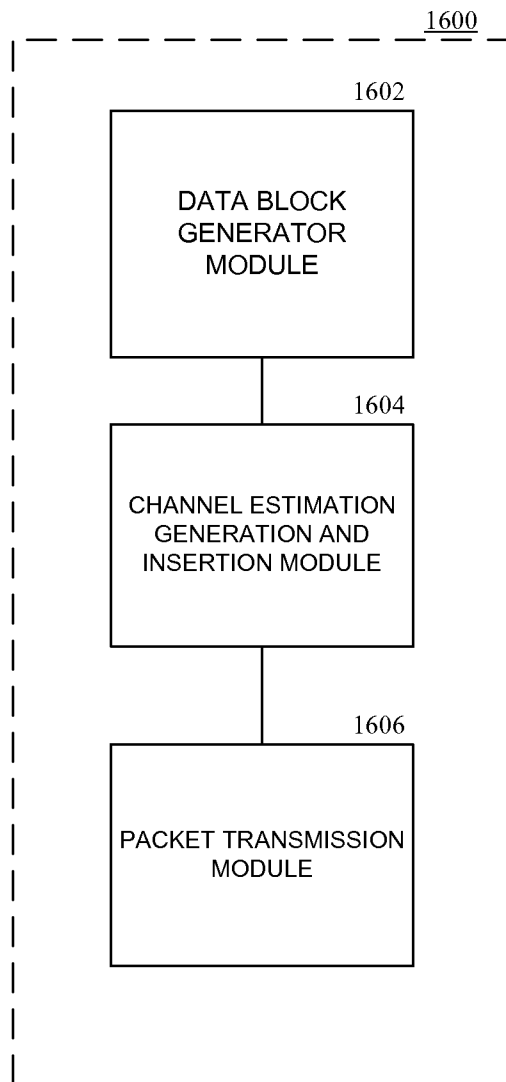 1600
1602
DATA BLOCK
GENERATOR
MODULE
1604
CHANNEL ESTIMATION
GENERATION AND
INSERTION MODULE
1606
PACKET TRANSMISSION
MODULE